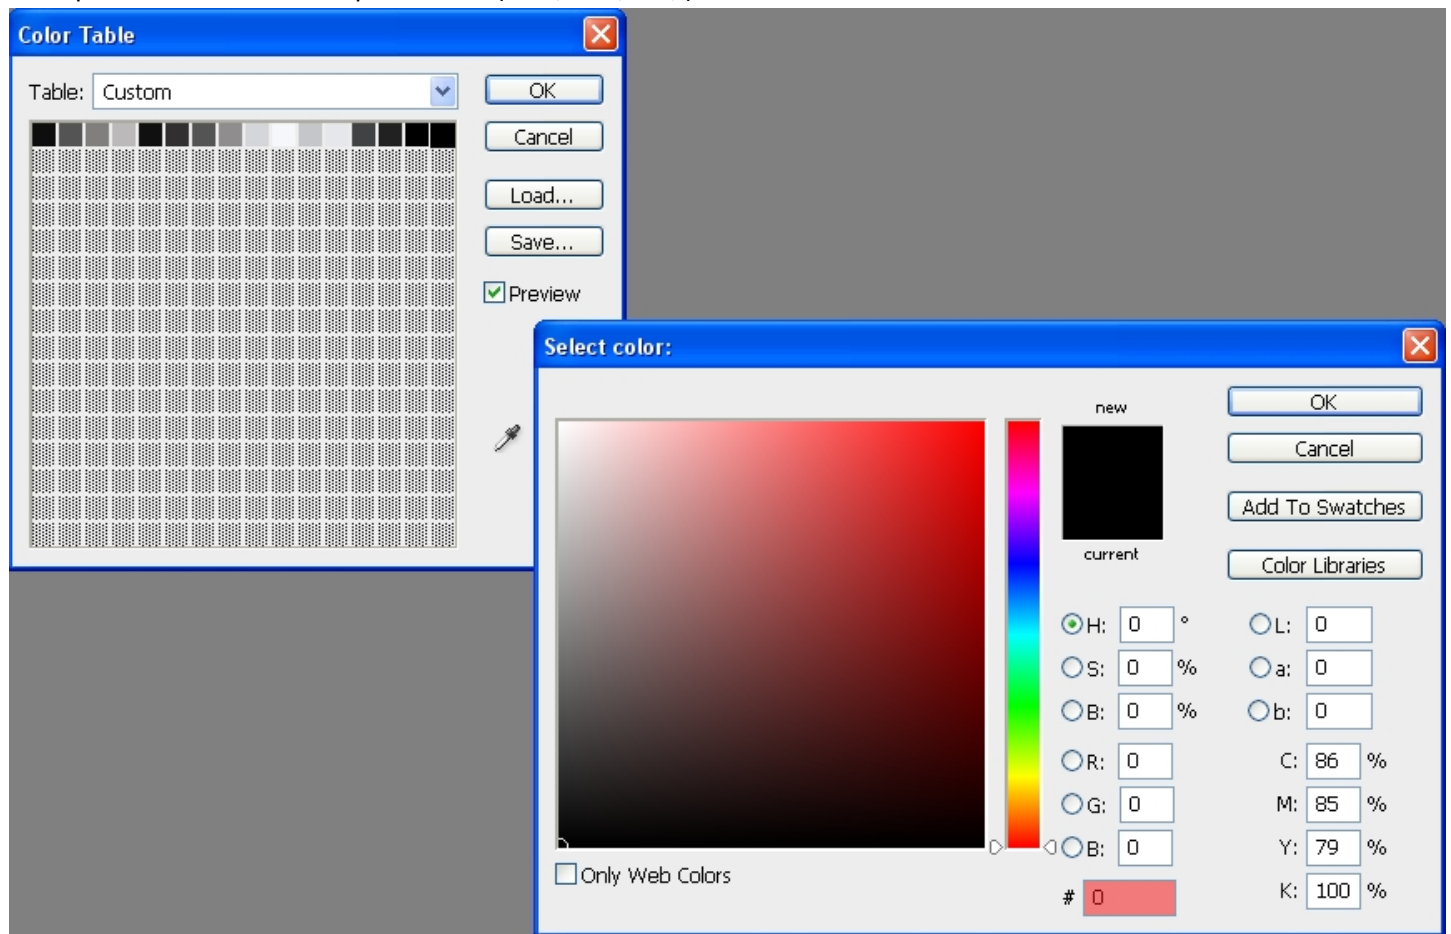 Color Table
Table: Custom
OK
Cancel
Load...
Save...
Preview
Select color:
new
current
OK
Cancel
Add To Swatches
Color Libraries
H: 0 °
S: 0 %
B: 0 %
R: 0
G: 0
B: 0
# 0
L: 0
a: 0
b: 0
C: 86 %
M: 85 %
Y: 79 %
K: 100 %
Only Web Colors